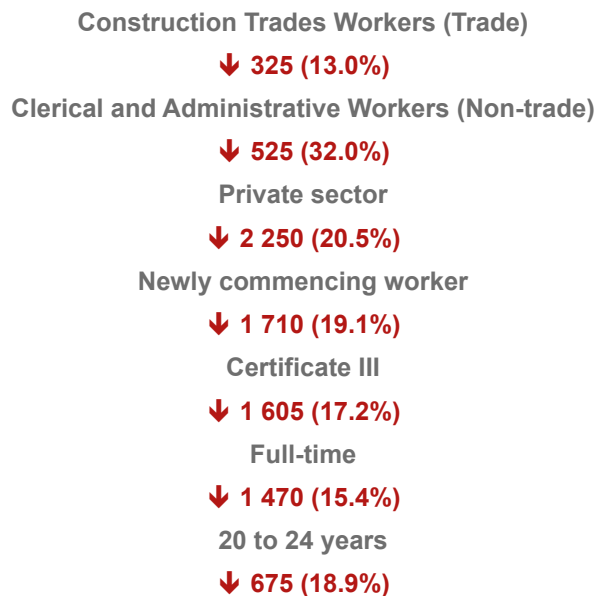 Construction Trades Workers (Trade)
↓ 325 (13.0%)
Clerical and Administrative Workers (Non-trade)
↓ 525 (32.0%)
Private sector
↓ 2 250 (20.5%)
Newly commencing worker
↓ 1 710 (19.1%)
Certificate III
↓ 1 605 (17.2%)
Full-time
↓ 1 470 (15.4%)
20 to 24 years
↓ 675 (18.9%)